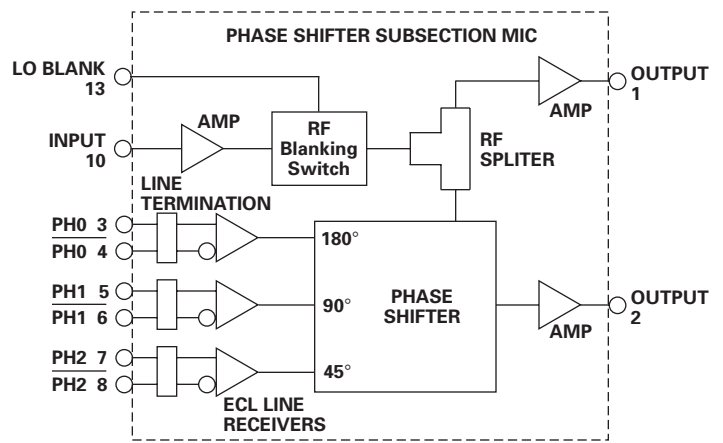 PHASE SHIFTER SUBSECTION MIC
LO BLANK
13
OUTPUT
1
AMP
INPUT
10
AMP
RF
Blanking
Switch
RF
SPLITER
LINE
TERMINATION
PH0 3
PH0 4
180°
PH1 5
PH1 6
90°
PHASE
SHIFTER
OUTPUT
2
AMP
PH2 7
PH2 8
45°
ECL LINE
RECEIVERS